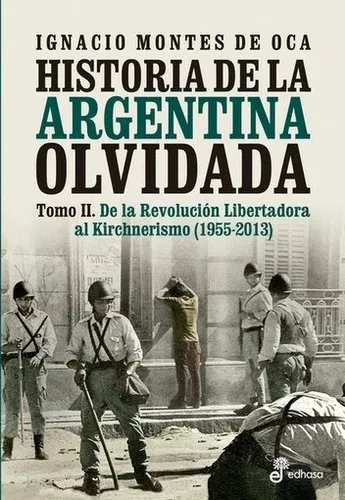 IGNACIO MONTES DE OCA
HISTORIA DE LA
ARGENTINA
OLVIDADA
Tomo II. De la Revolución Libertadora
al Kirchnerismo (1955-2013)
edhasa